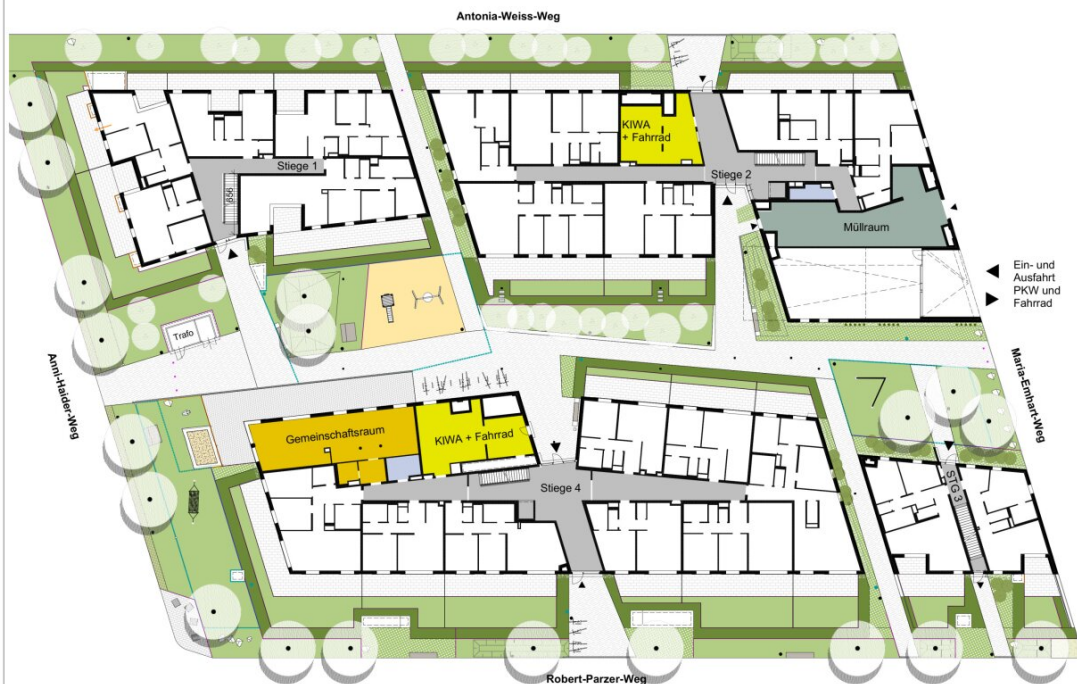 Antonia-Weiss-Weg
KIWA
+ Fahrrad
Stiege 1
Stiege 2
656
Müllraum
Ein- und
Ausfahrt
PKW und
Fahrrad
Trafo
Anni-Haider-Weg
Maria-Emhart-Weg
Gemeinschaftsraum
KIWA + Fahrrad
Stiege 4
STG 3
Robert-Parzer-Weg